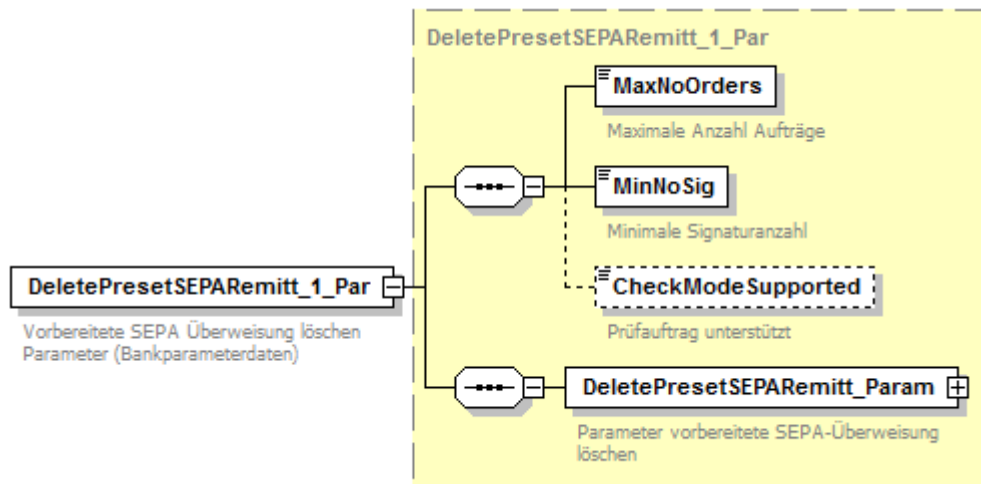 DeletePresetSEPARemitt_1_Par
MaxNoOrders
Maximale Anzahl Aufträge
MinNoSig
Minimale Signaturanzahl
DeletePresetSEPARemitt_1_Par
Vorbereitete SEPA Überweisung löschen
Parameter (Bankparameterdaten)
CheckModeSupported
Prüfauftrag unterstützt
DeletePresetSEPARemitt_Param
Parameter vorbereitete SEPA-Überweisung
löschen